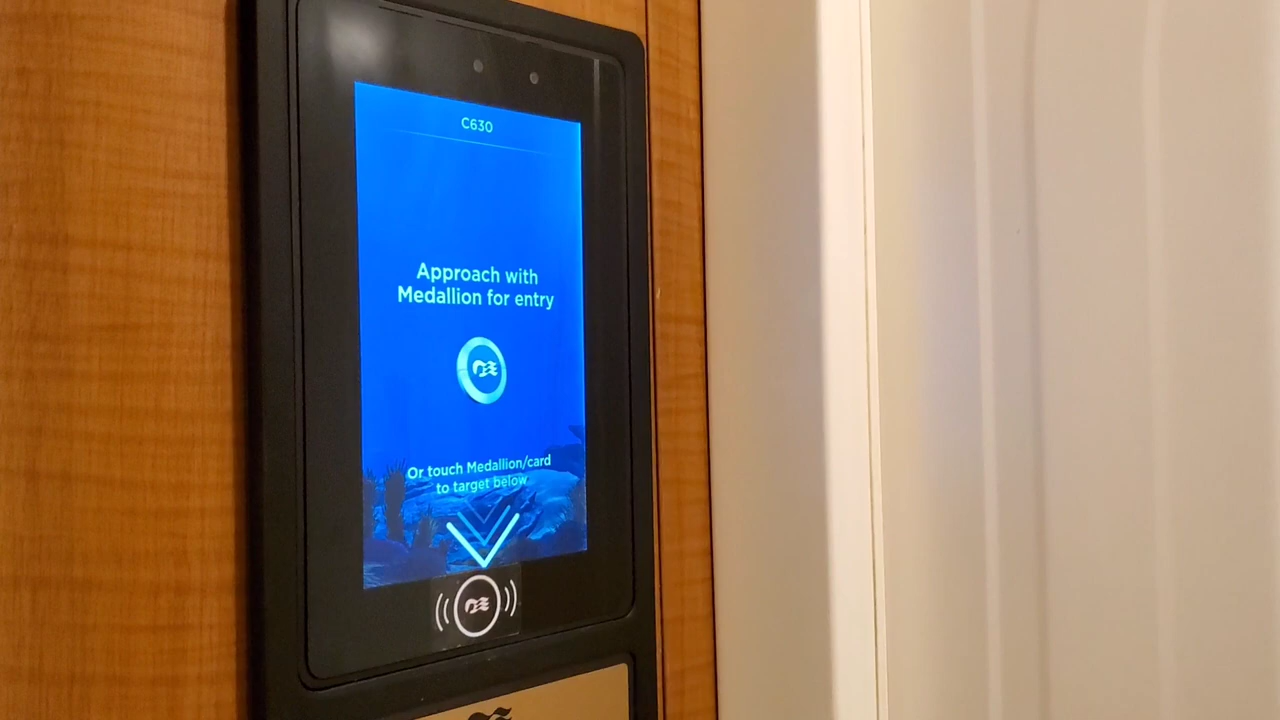 C630
Approach with
Medallion for entry
Or touch Medallion/card
to target below